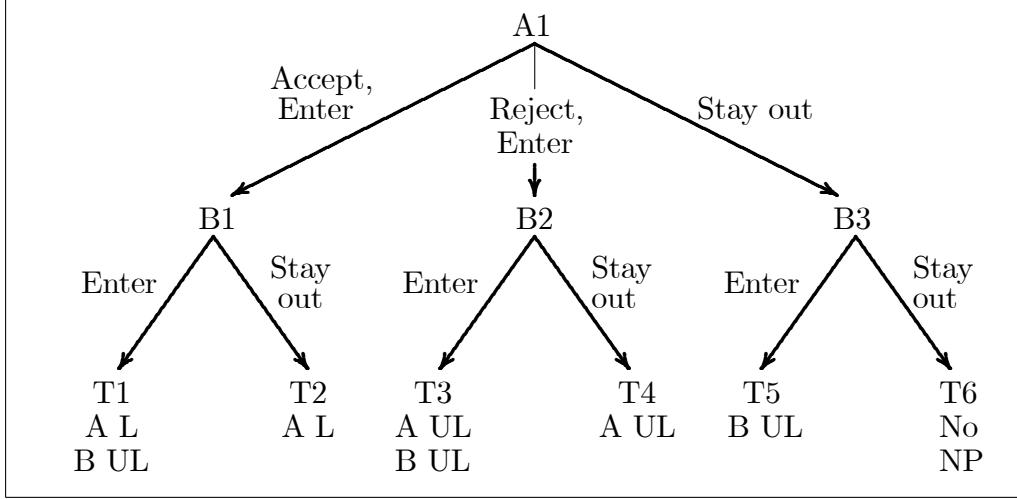 A1
Accept,
Enter
Reject,
Enter
Stay out
B1
B2
B3
Enter
Stay
out
Enter
Stay
out
Enter
Stay
out
T1
A L
B UL
T2
A L
T3
A UL
B UL
T4
A UL
T5
B UL
T6
No
NP